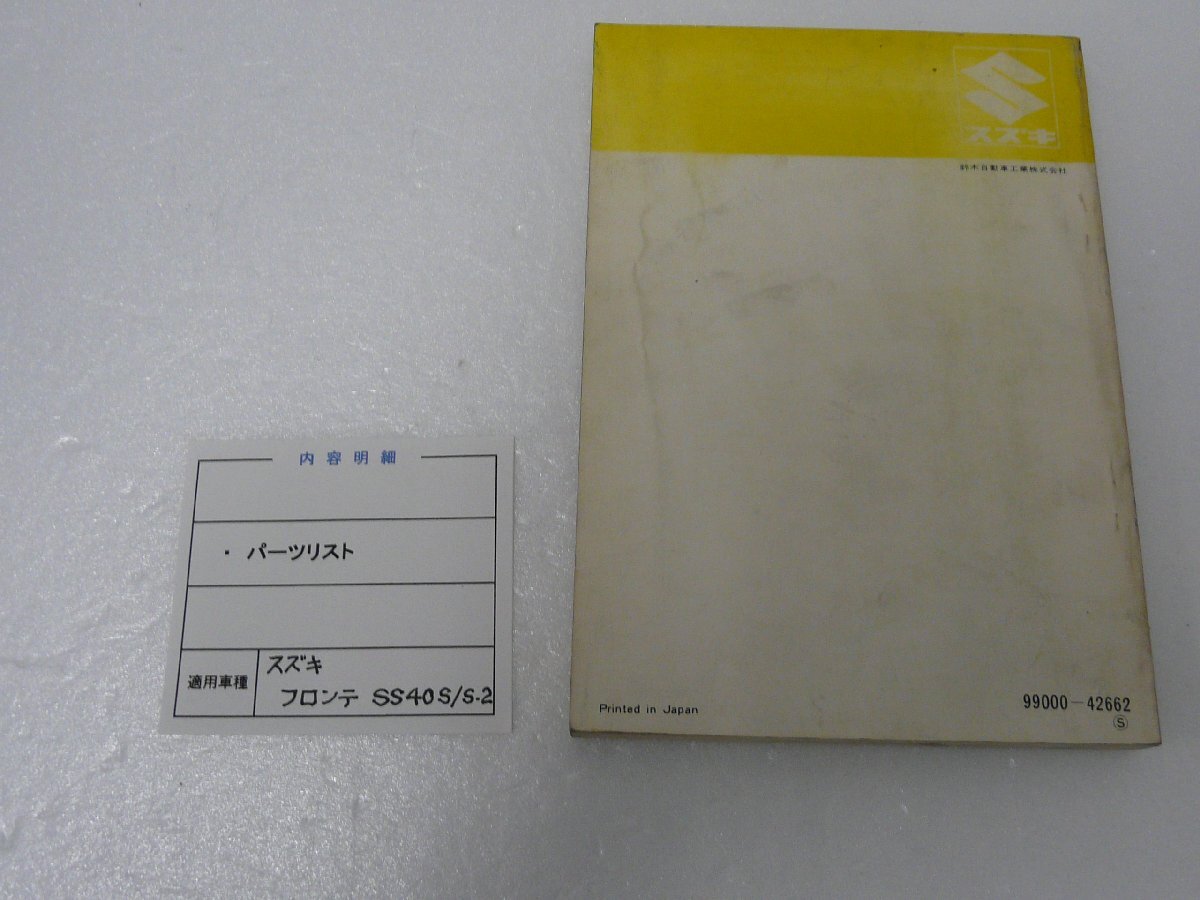 内容明細
・ パーツリスト
適用車種
スズキ
フロンテ SS40S/S-2
スズキ
鈴木自動車工業株式会社
Printed in Japan
99000-42662
Ⓢ